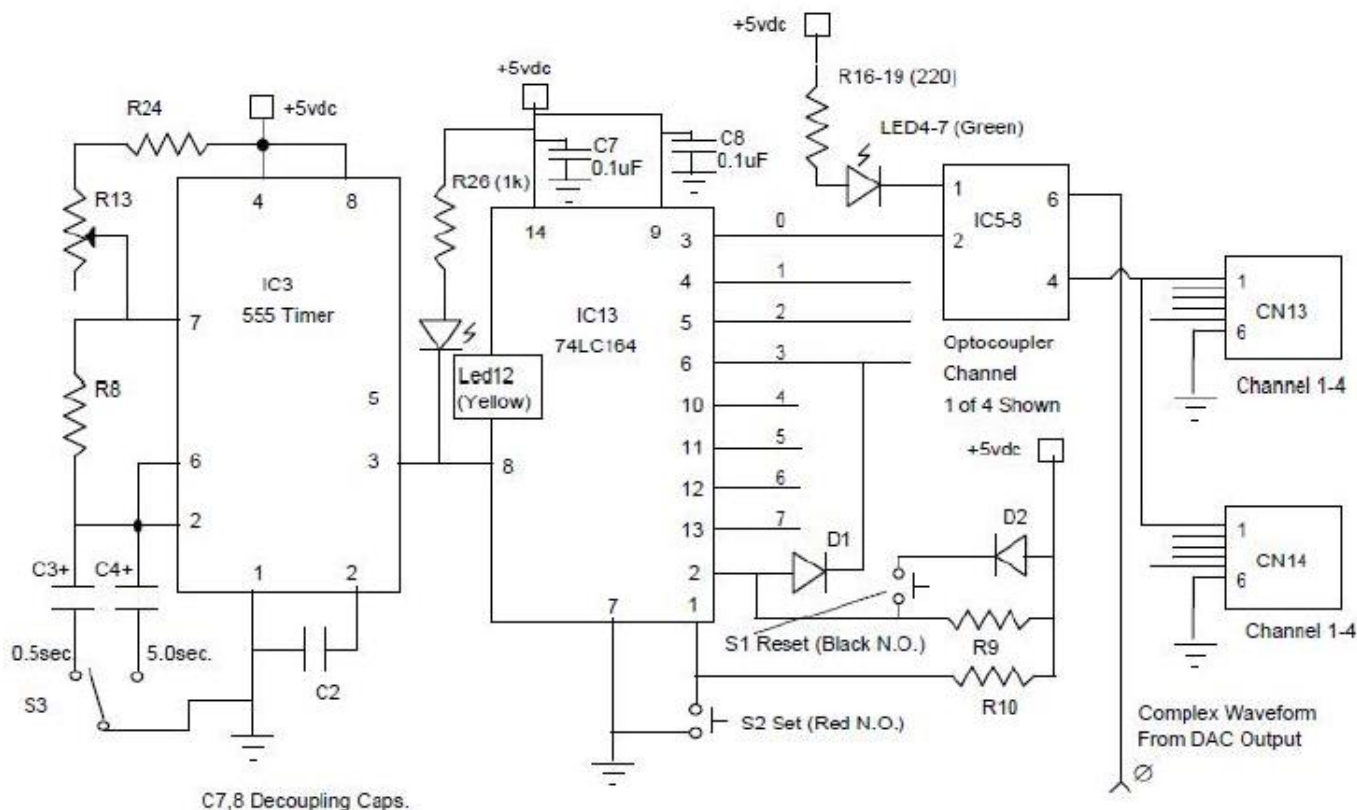 +5vdc
R16-19 (220)
LED4-7 (Green)
+5vdc
R24
+5vdc
C7
0.1uF
C8
0.1uF
R26 (1k)
R13
4
8
14
9
3
0
1
2
IC5-8
6
4
IC3
555 Timer
7
IC13
74LC164
4
1
5
2
6
3
10
4
11
5
12
6
13
7
2
1
Optocoupler
Channel
1 of 4 Shown
1
6
CN13
Channel 1-4
R8
5
Led12
(Yellow)
6
3
8
2
+5vdc
D1
D2
1
6
CN14
Channel 1-4
C3+
C4+
1
2
7
0.5sec.
5.0sec.
S3
C2
S1 Reset (Black N.O.)
R9
R10
S2 Set (Red N.O.)
Complex Waveform
From DAC Output
C7,8 Decoupling Caps.